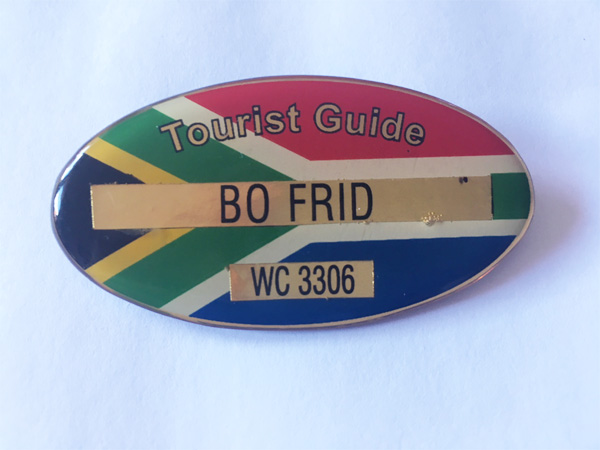 Tourist Guide
BO FRID
WC 3306